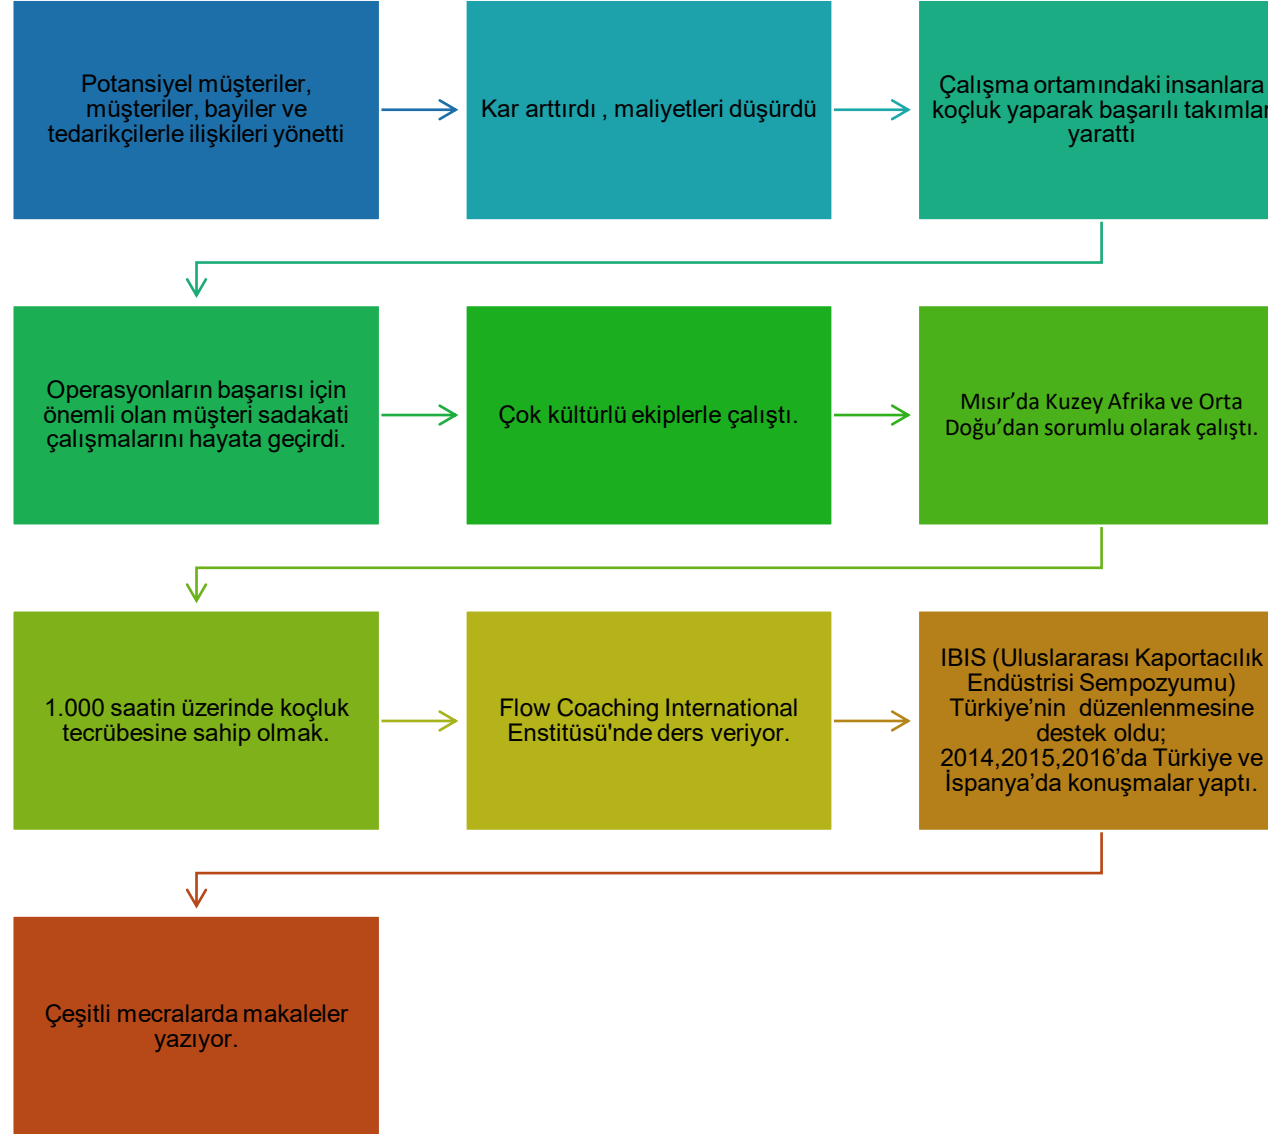 Potansiyel müşteriler,
müşteriler, bayiler ve
tedarikçilerle ilişkileri yönetti
Kar arttırdı , maliyetleri düşürdü
Çalışma ortamındaki insanlara
koçluk yaparak başarılı takımlar
yarattı
Operasyonların başarısı için
önemli olan müşteri sadakati
çalışmalarını hayata geçirdi.
Çok kültürlü ekiplerle çalıştı.
Mısır’da Kuzey Afrika ve Orta
Doğu’dan sorumlu olarak çalıştı.
1.000 saatin üzerinde koçluk
tecrübesine sahip olmak.
Flow Coaching International
Enstitüsü'nde ders veriyor.
IBIS (Uluslararası Kaportacılık
Endüstrisi Sempozyumu)
Türkiye’nin  düzenlenmesine
destek oldu;
2014,2015,2016’da Türkiye ve
İspanya’da konuşmalar yaptı.
Çeşitli mecralarda makaleler
yazıyor.